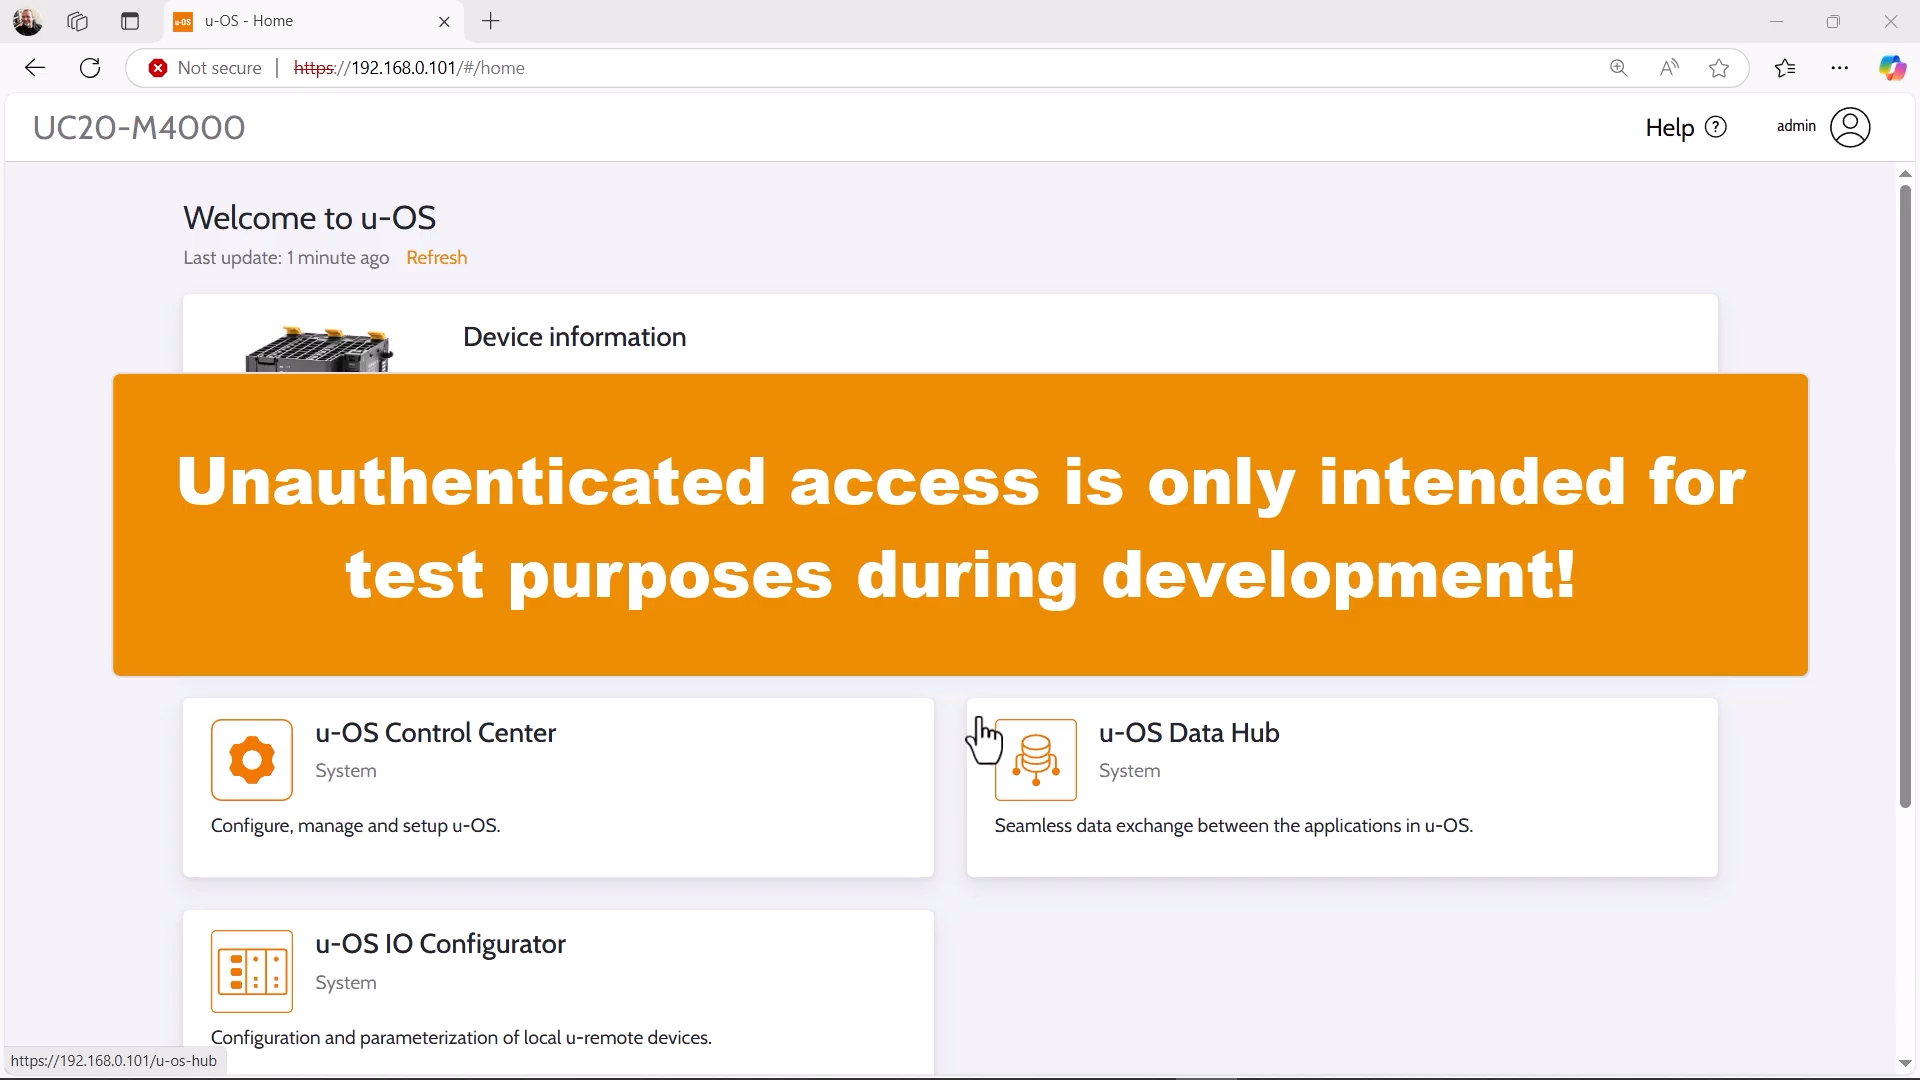 u-OS
u-OS - Home
Not secure
https://192.168.0.101/#/home
UC20-M4000
Help ?
admin
Welcome to u-OS
Last update: 1 minute ago Refresh
Device information
Unauthenticated access is only intended for
test purposes during development!
u-OS Control Center
System
Configure, manage and setup u-OS.
u-OS Data Hub
System
Seamless data exchange between the applications in u-OS.
u-OS IO Configurator
System
Configuration and parameterization of local u-remote devices.
https://192.168.0.101/u-os-hub